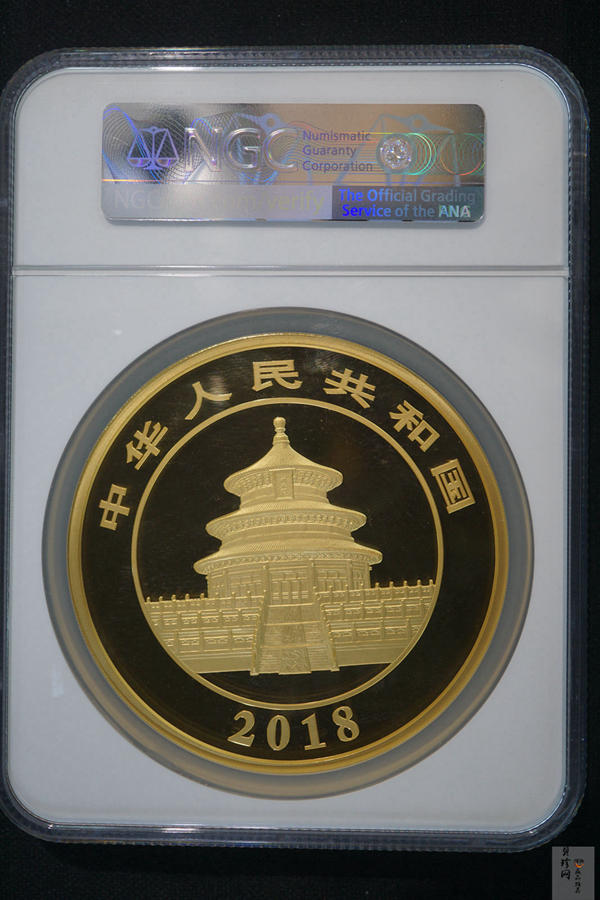 NGC
Numismatic
Guaranty
Corporation
The Official Grading
Service of the ANA
中华人民共和国
2018